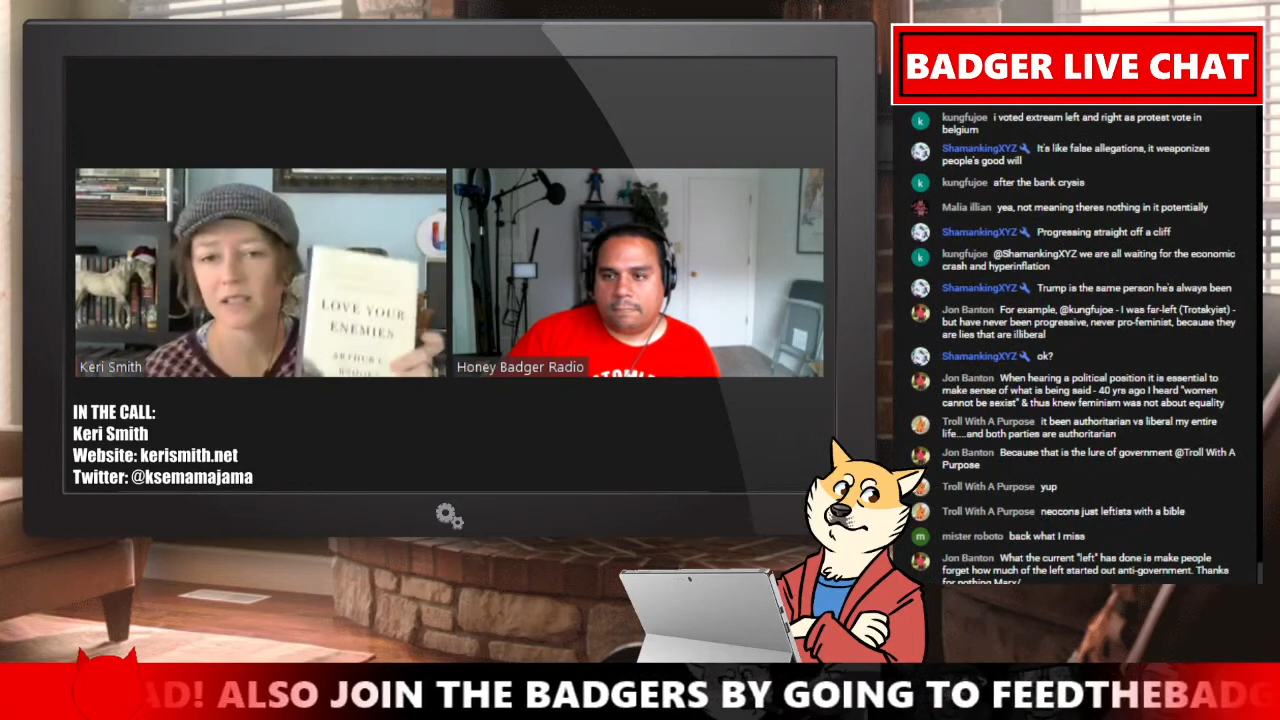 BADGER LIVE CHAT
kungfujoe i voted extream left and right as protest vote in
belgium
ShamankingXYZ It's like false allegations, it weaponizes
people's good will
kungfujoe after the bank crysis
Malia illian yea, not meaning theres nothing in it potentially
ShamankingXYZ Progressing straight off a cliff
kungfujoe @ShamankingXYZ we are all waiting for the economic
crash and hyperinflation
ShamankingXYZ Trump is the same person he's always been
Jon Banton For example, @kungfujoe - I was far-left (Trotskyist) -
but have never been progressive, never pro-feminist, because they
are lies that are illiberal
ShamankingXYZ ok?
Jon Banton When hearing a political position it is essential to
make sense of what is being said - 40 yrs ago I heard "women
cannot be sexist" & thus knew feminism was not about equality
Troll With A Purpose it been authoritarian vs liberal my entire
life....and both parties are authoritarian
Jon Banton Because that is the lure of government @Troll With A
Purpose
Troll With A Purpose yup
Troll With A Purpose neocons just leftists with a bible
m mister roboto back what I miss
Jon Banton What the current "left" has done is make people
forget how much of the left started out anti-government. Thanks
for nothing Marx/
LOVE YOUR
ENEMIES
ARTHUR C
Keri Smith
Honey Badger Radio
IN THE CALL:
Keri Smith
Website: kerismith.net
Twitter: @ksemamajama
AD! ALSO JOIN THE BADGERS BY GOING TO FEEDTHEBADG